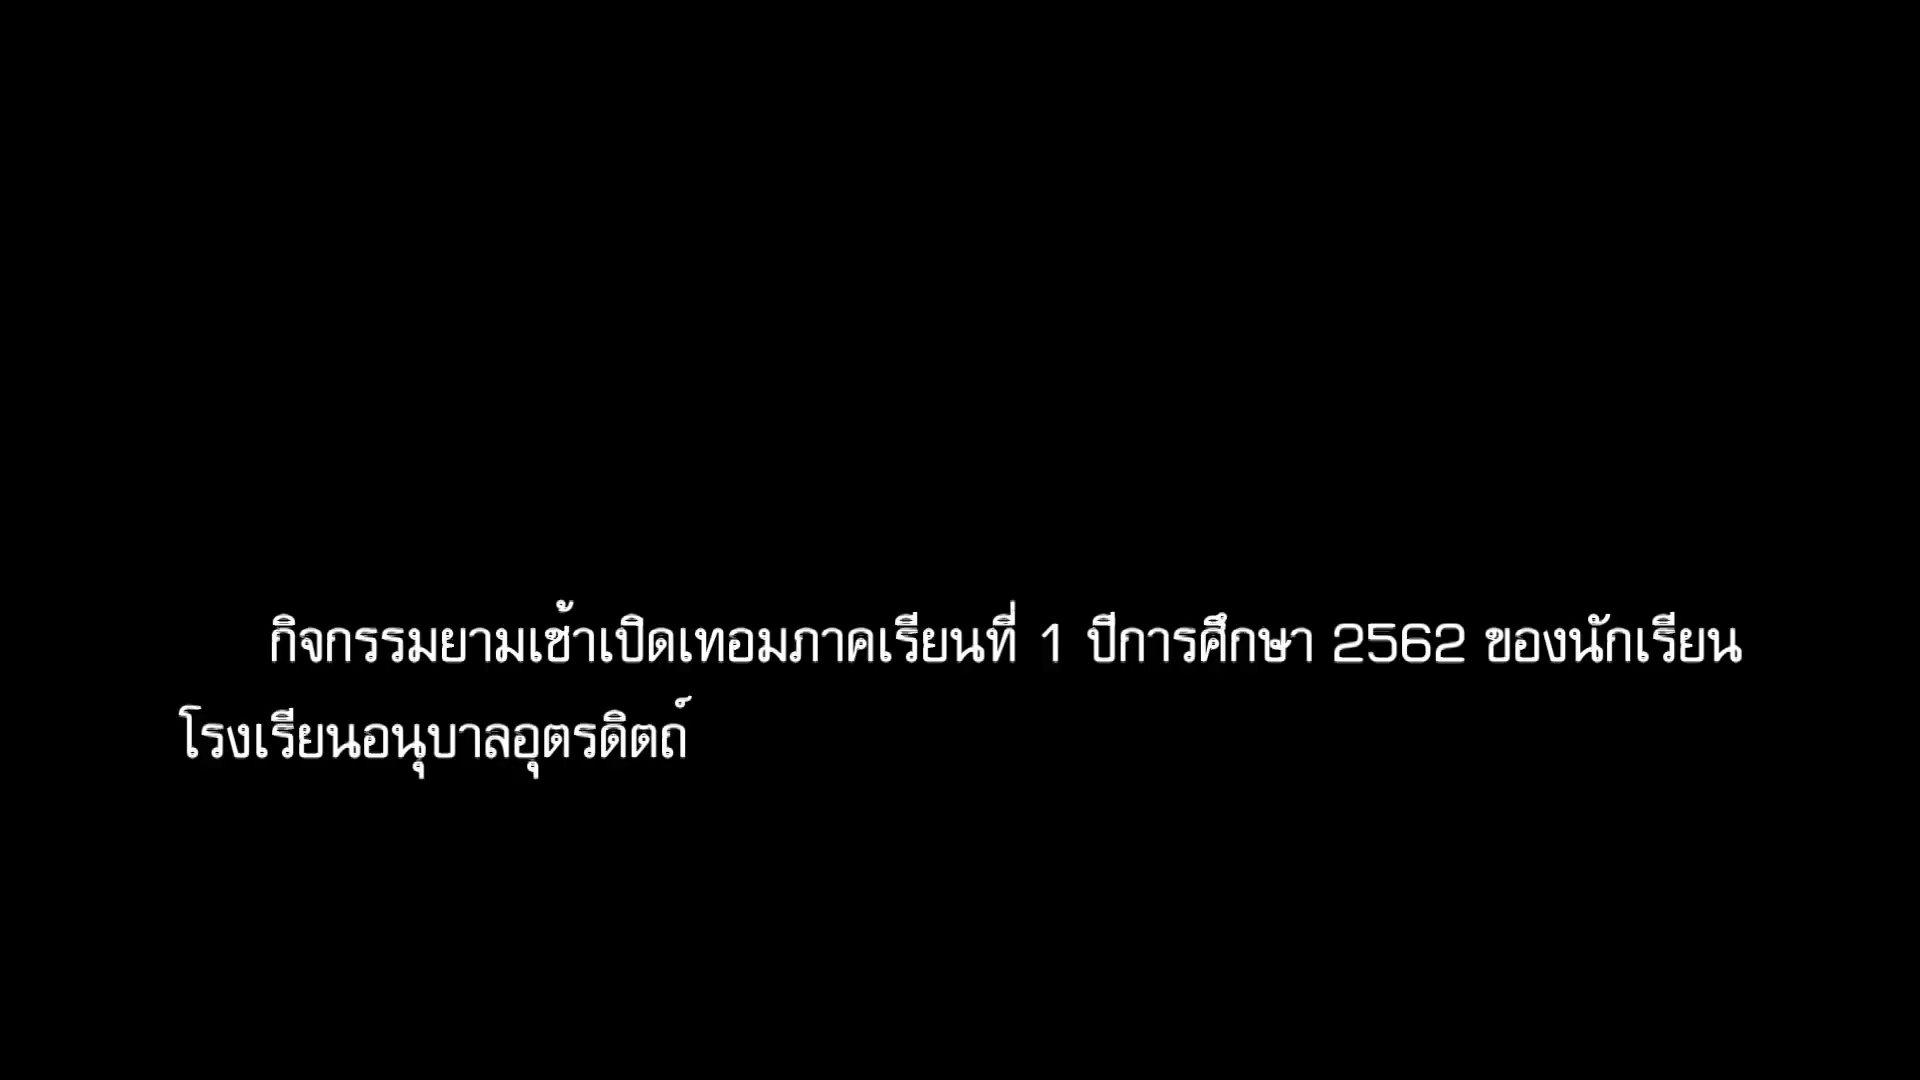 กิจกรรมยามเช้าเปิดเทอมภาคเรียนที่ 1 ปีการศึกษา 2562 ของนักเรียน
โรงเรียนอนุบาลอุตรดิตถ์